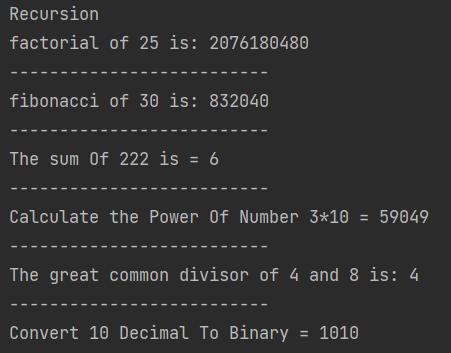 Recursion
factorial of 25 is: 2076180480
---------------------------
fibonacci of 30 is: 832040
---------------------------
The sum Of 222 is = 6
---------------------------
Calculate the Power Of Number 3*10 = 59049
---------------------------
The great common divisor of 4 and 8 is: 4
---------------------------
Convert 10 Decimal To Binary = 1010